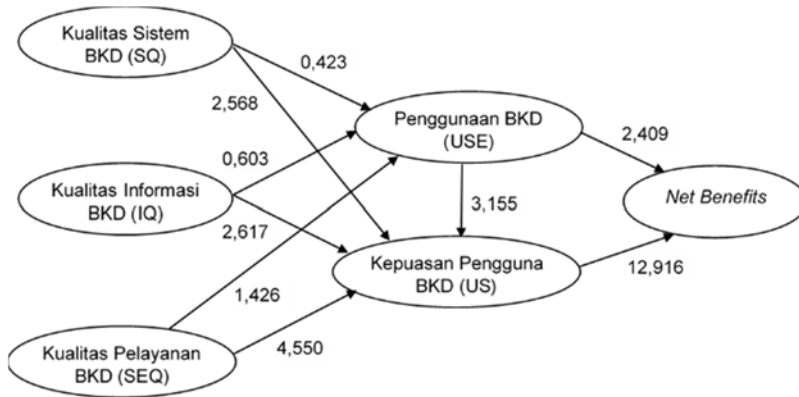 Kualitas Sistem
BKD (SQ)
0,423
2,568
Penggunaan BKD
(USE)
2,409
0,603
Kualitas Informasi
BKD (IQ)
3,155
Net Benefits
2,617
Kepuasan Pengguna
BKD (US)
12,916
1,426
Kualitas Pelayanan
BKD (SEQ)
4,550